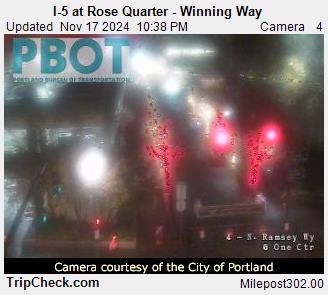 I-5 at Rose Quarter - Winning Way
Updated Nov 17 2024 10:38 PM Camera 4
PBOT
PORTLAND BUREAU OF TRANSPORTATION
4 - N. Ramsey Wy
@ One Ctr
Camera courtesy of the City of Portland
TripCheck.com Milepost302.00